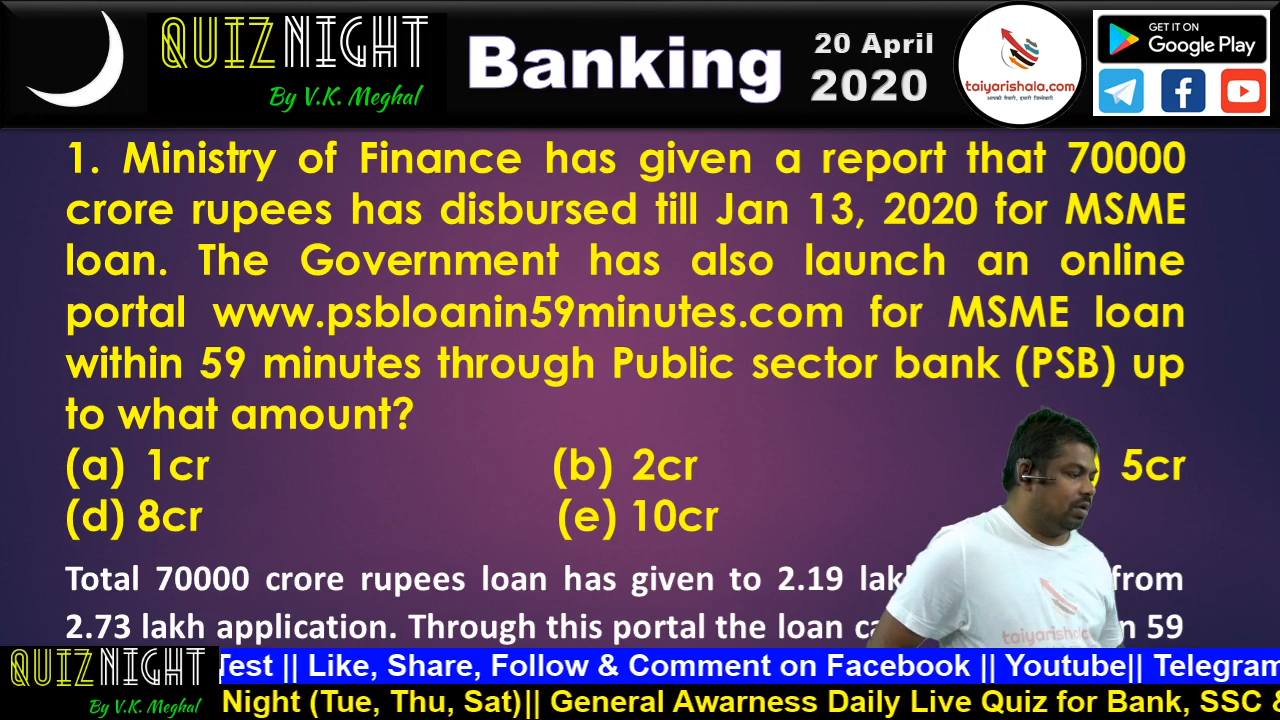 QUIZ NIGHT
By V.K. Meghal
Banking
20 April
2020
taiyarishala.com
आपकी तैयारी, हमारी जिम्मेदारी
GET IT ON
Google Play
1. Ministry of Finance has given a report that 70000
crore rupees has disbursed till Jan 13, 2020 for MSME
loan. The Government has also launch an online
portal www.psbloanin59minutes.com for MSME loan
within 59 minutes through Public sector bank (PSB) up
to what amount?
(a) 1cr (b) 2cr 5cr
(d) 8cr (e) 10cr
Total 70000 crore rupees loan has given to 2.19 from
2.73 lakh application. Through this portal the loan 59
taiyarishala
QUIZ NIGHT
By V.K. Meghal
Test || Like, Share, Follow & Comment on Facebook || Youtube|| Telegram
Night (Tue, Thu, Sat)|| General Awarness Daily Live Quiz for Bank, SSC &